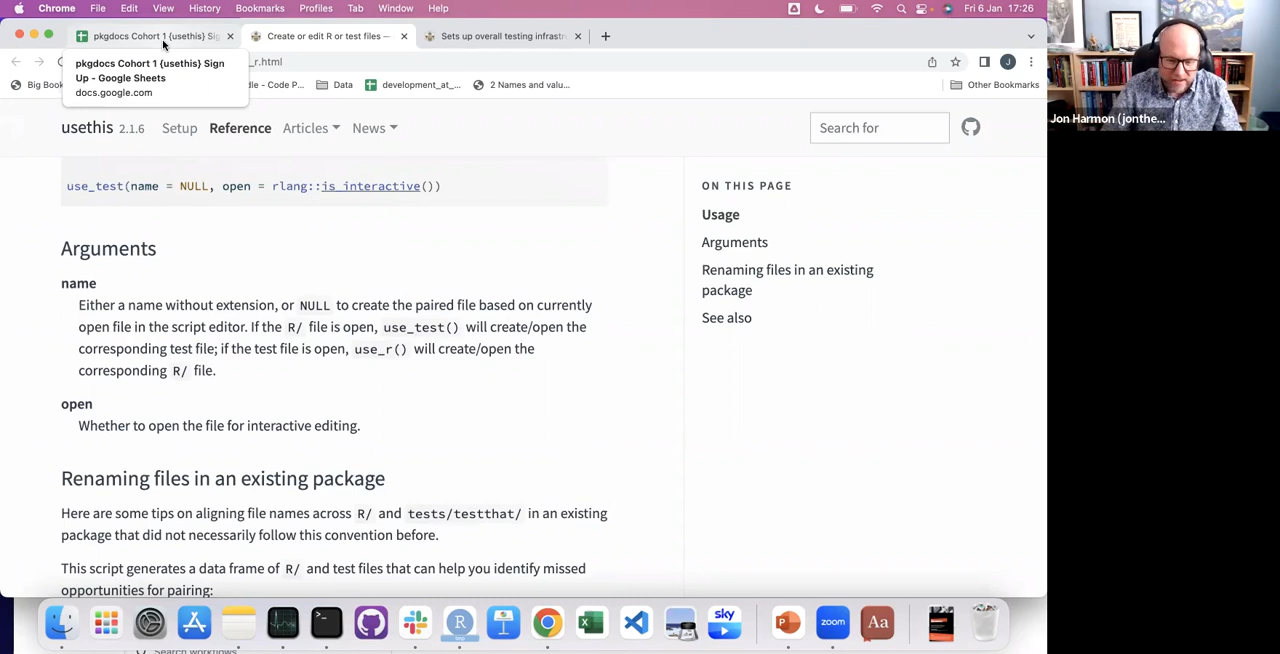 Chrome File Edit View History Bookmarks Profiles Tab Window Help Fri 6 Jan 17:26
pkgdocs Cohort 1 {usethis} Sig
Create or edit R or test files —
Sets up overall testing infrastr
pkgdocs Cohort 1 {usethis} Sign
Up - Google Sheets
docs.google.com
_r.html
J
Big Book
dle - Code P...
Data
development_at_...
2 Names and valu...
Other Bookmarks
usethis 2.1.6 Setup Reference Articles News
Search for
use_test(name = NULL, open = rlang::is_interactive())
Arguments
name
Either a name without extension, or NULL to create the paired file based on currently
open file in the script editor. If the R/ file is open, use_test() will create/open the
corresponding test file; if the test file is open, use_r() will create/open the
corresponding R/ file.
open
Whether to open the file for interactive editing.
Renaming files in an existing package
Here are some tips on aligning file names across R/ and tests/testthat/ in an existing
package that did not necessarily follow this convention before.
This script generates a data frame of R/ and test files that can help you identify missed
opportunities for pairing:
ON THIS PAGE
Usage
Arguments
Renaming files in an existing
package
See also
Jon Harmon (jonthe...
R
P
sky
zoom
Aa
Search workflows